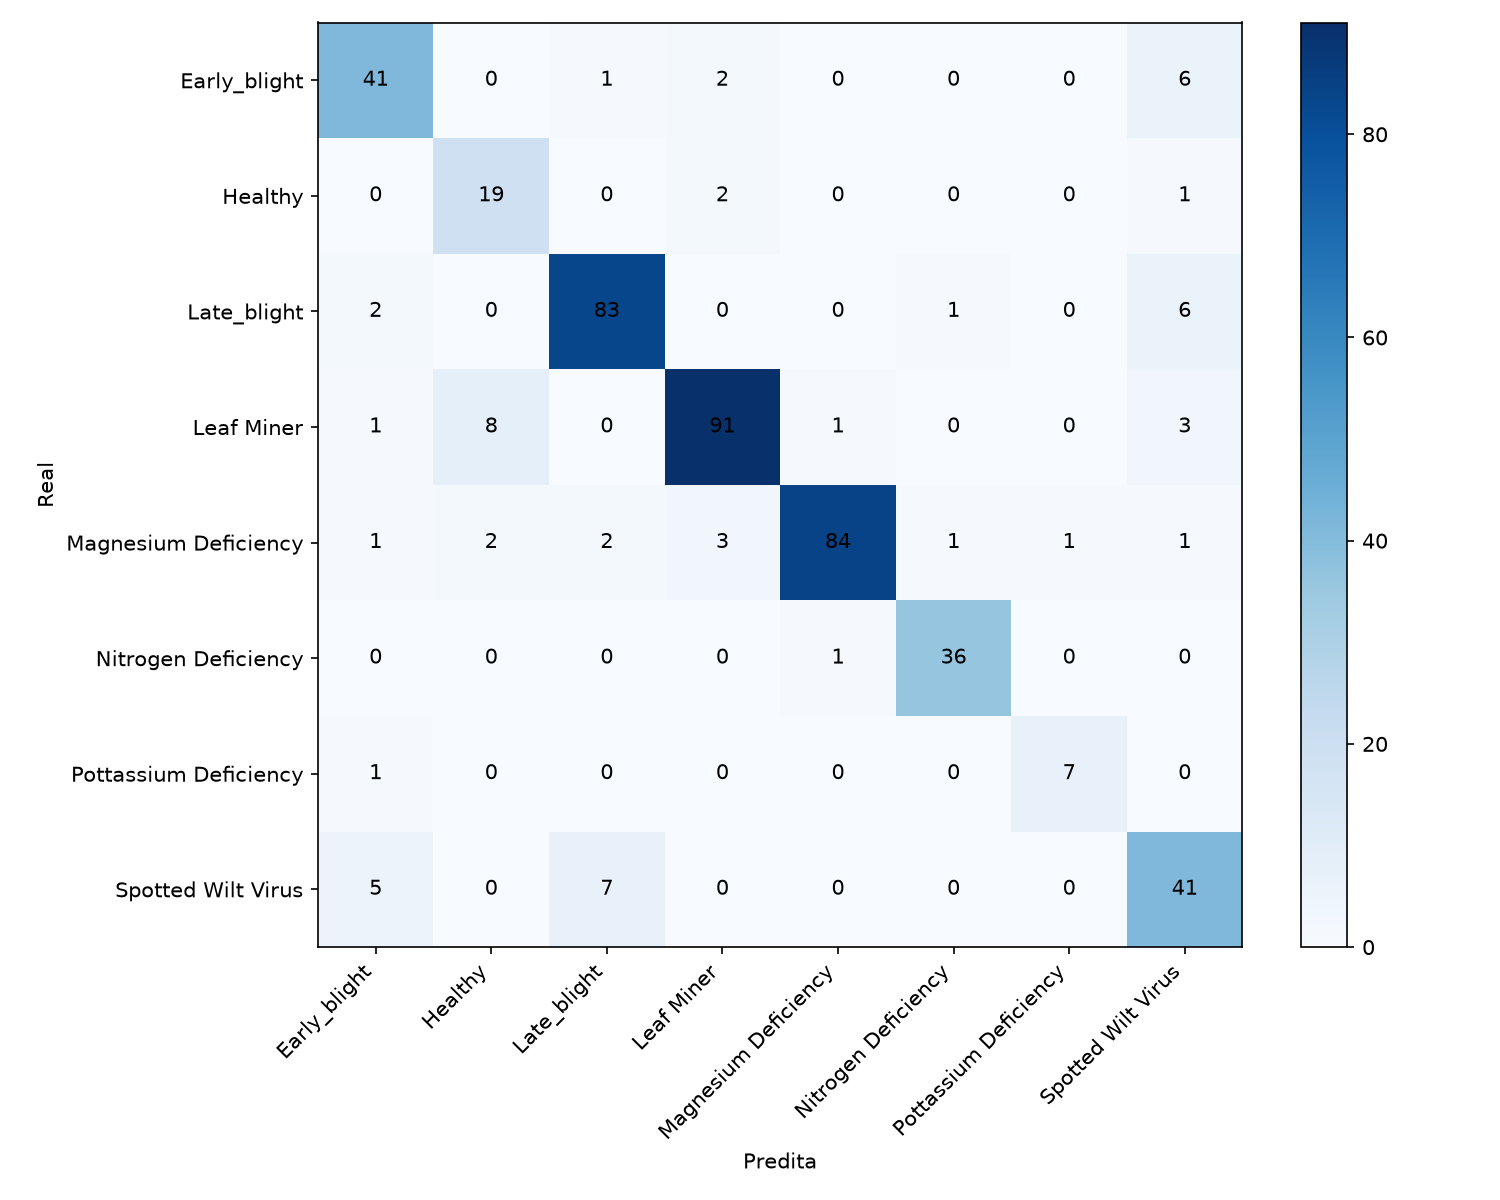 Early_blight 41 0 1 2 0 0 0 6
Healthy 0 19 0 2 0 0 0 1
Late_blight 2 0 83 0 0 1 0 6
Leaf Miner 1 8 0 91 1 0 0 3
Magnesium Deficiency 1 2 2 3 84 1 1 1
Nitrogen Deficiency 0 0 0 0 1 36 0 0
Pottassium Deficiency 1 0 0 0 0 0 7 0
Spotted Wilt Virus 5 0 7 0 0 0 0 41
Real
Early_blight
Healthy
Late_blight
Leaf Miner
Magnesium Deficiency
Nitrogen Deficiency
Pottassium Deficiency
Spotted Wilt Virus
Predita
80
60
40
20
0